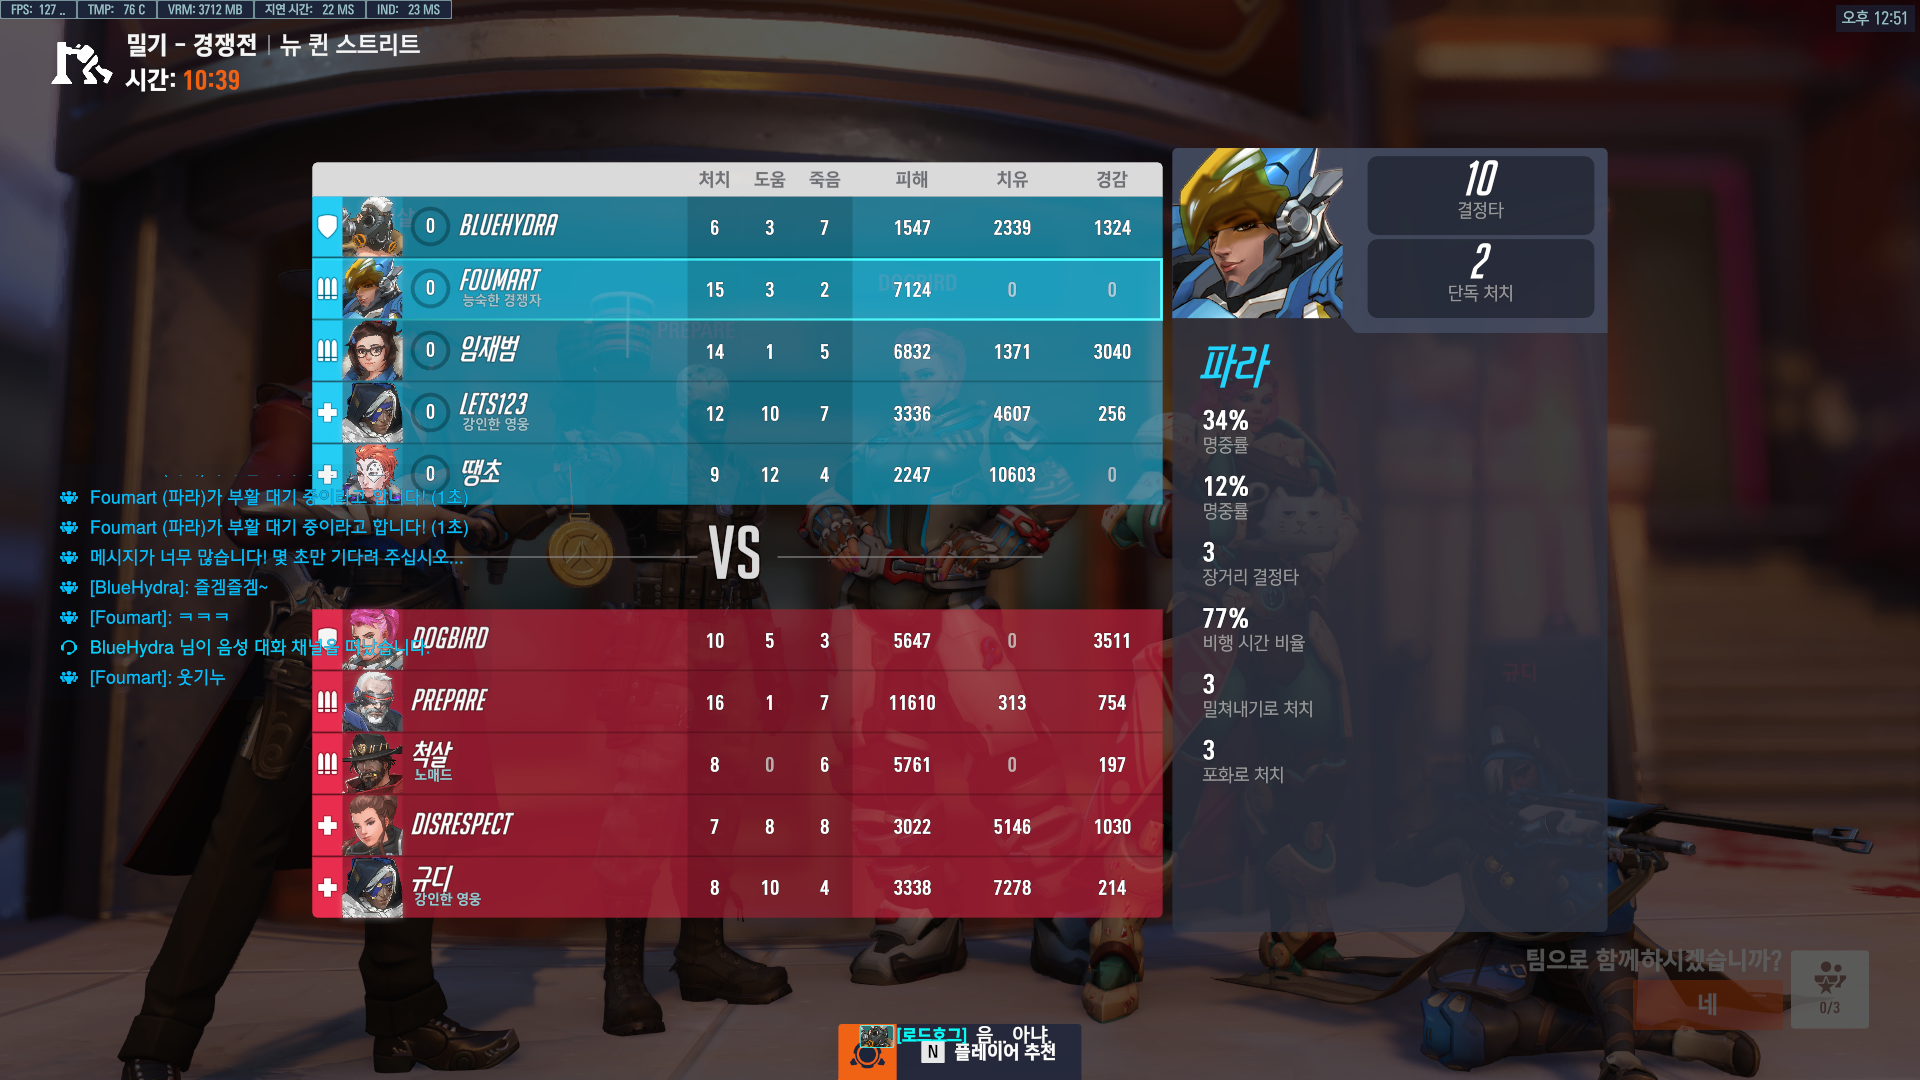 FPS: 127 .. TMP: 76 C VRM: 3712 MB 지연 시간: 22 MS IND: 23 MS
오후 12:51
밀기 - 경쟁전 | 뉴 퀸 스트리트
시간: 10:39
처치 도움 죽음 피해 치유 경감
0 BLUEHYDRA 6 3 7 1547 2339 1324
0 FOUMART 15 3 2 7124 0 0
능숙한 경쟁자
0 임재범 14 1 5 6832 1371 3040
0 LETS123 12 10 7 3336 4607 256
강인한 영웅
0 땡초 9 12 4 2247 10603 0
DOGBIRD
PREPARE
Foumart (파라)가 부활 대기 중이라고 합니다! (1초)
Foumart (파라)가 부활 대기 중이라고 합니다! (1초)
메시지가 너무 많습니다! 몇 초만 기다려 주십시오...
[BlueHydra]: 즐겜즐겜~
[Foumart]: ㅋㅋㅋ
BlueHydra 님이 음성 대화 채널을 떠났습니다.
[Foumart]: 웃기누
VS
DOGBIRD 10 5 3 5647 0 3511
PREPARE 16 1 7 11610 313 754
척살 8 0 6 5761 0 197
노매드
DISRESPECT 7 8 8 3022 5146 1030
규디 8 10 4 3338 7278 214
강인한 영웅
10
결정타
2
단독 처치
파라
34%
명중률
12%
명중률
3
장거리 결정타
77%
비행 시간 비율
3
밀쳐내기로 처치
3
포화로 처치
규디
팀으로 함께하시겠습니까?
네
0/3
[로드호그] 음... 아냐.
N 플레이어 추천